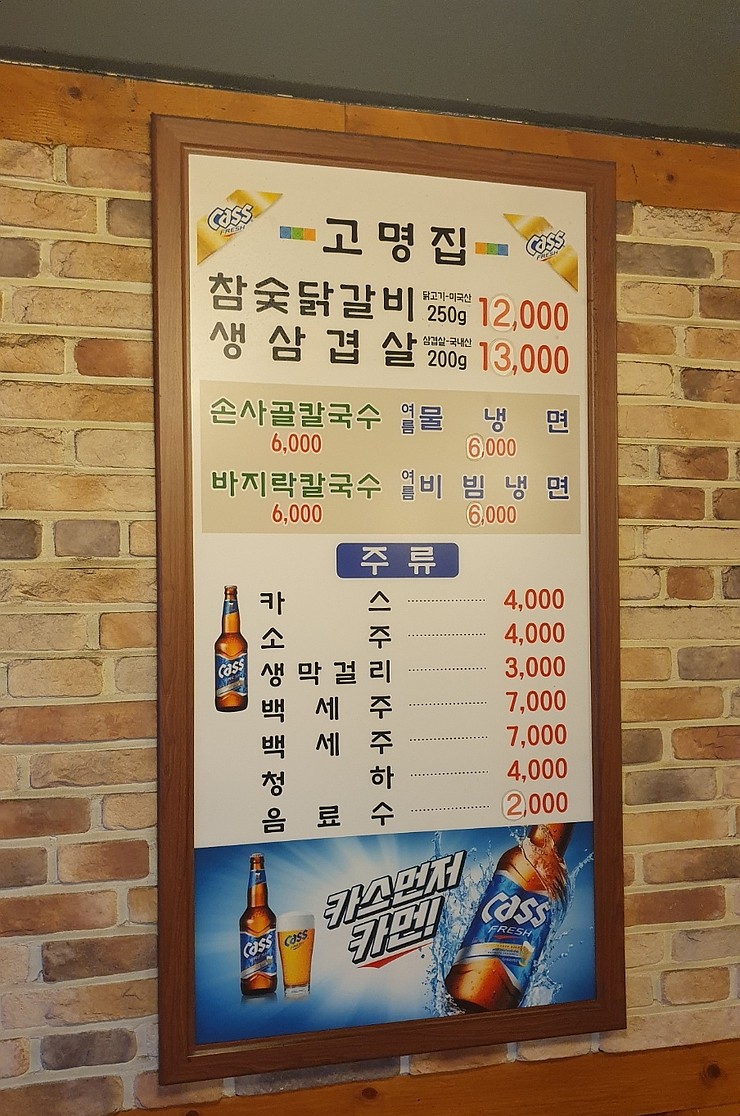 cass FRESH 고명집 cass FRESH
참숯닭갈비 닭고기-미국산 250g 12,000
생삼겹살 삼겹살-국내산 200g 13,000
손사골칼국수 여름 물냉면
6,000 6,000
바지락칼국수 여름 비빔냉면
6,000 6,000
주류
카스 4,000
소주 4,000
생막걸리 3,000
백세주 7,000
백세주 7,000
청하 4,000
음료수 2,000
cass
카스먼저
카먼!
cass
cass
cass
FRESH